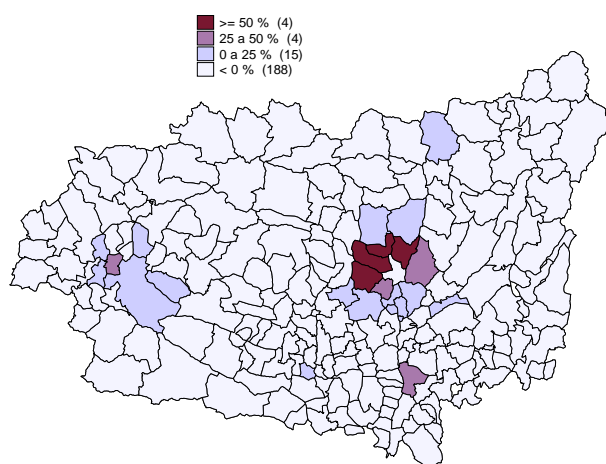 >= 50 % (4)
25 a 50 % (4)
0 a 25 % (15)
< 0 % (188)